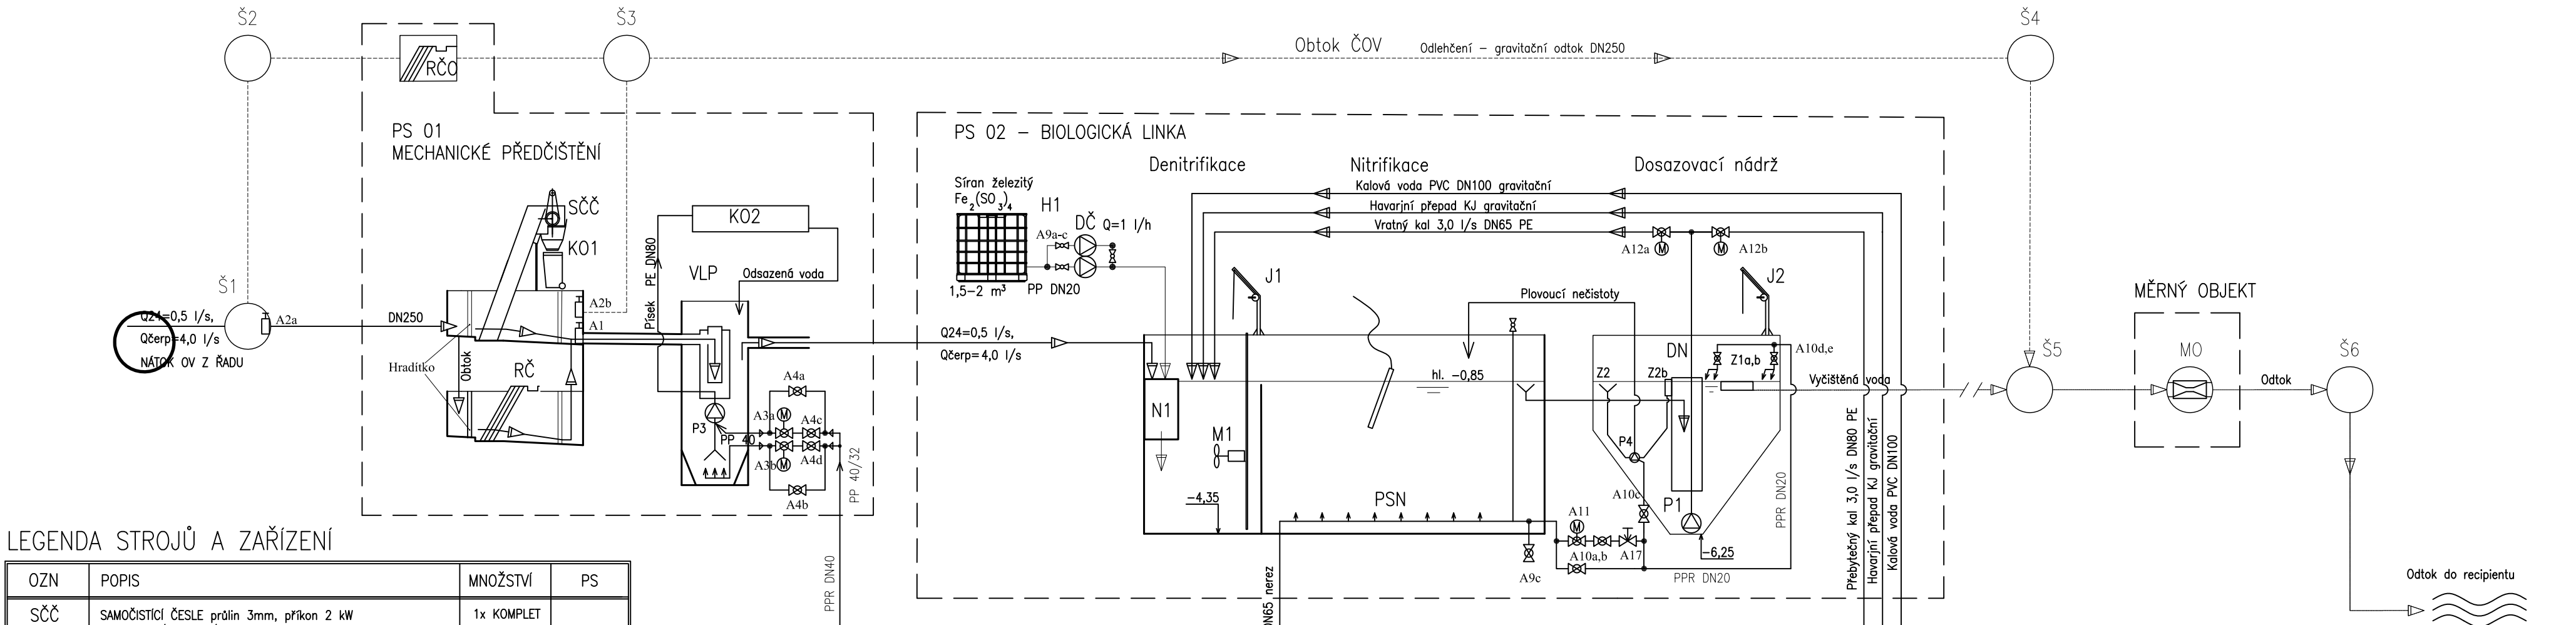 Š2
Š3
Š4
RČO
Obtok ČOV
Odlehčení – gravitační odtok DN250
PS 01
MECHANICKÉ PŘEDČIŠTĚNÍ
SČČ
KO1
KO2
VLP
Písek PE DN80
Odsazená voda
Š1
Q24=0,5 l/s,
Qčerp=4,0 l/s
NÁTOK OV Z ŘADU
A2a
DN250
A2b
A1
Hradítko
Obtok
RČ
P3
PP 40
A3a
A3b
A4a
A4c
A4d
A4b
PP 40/32
PPR DN40
PS 02 – BIOLOGICKÁ LINKA
Denitrifikace
Nitrifikace
Dosazovací nádrž
Síran železitý
Fe2(SO3)4
H1
DČ Q=1 l/h
A9a-c
1,5-2 m³
PP DN20
Kalová voda PVC DN100 gravitační
Havarjní přepad KJ gravitační
Vratný kal 3,0 l/s DN65 PE
A12a
A12b
J1
J2
Q24=0,5 l/s,
Qčerp=4,0 l/s
Plovoucí nečistoty
N1
M1
hl. -0,85
-4,35
PSN
DN65 nerez
DN
Z2
Z2b
Z1a,b
A10d,e
P4
P1
A10c
A11
A10a,b
A17
A9c
-6,25
PPR DN20
PPR DN20
Vyčištěná voda
Přebytečný kal 3,0 l/s DN80 PE
Havarjní přepad KJ gravitační
Kalová voda PVC DN100
Š5
MĚRNÝ OBJEKT
MO
Odtok
Š6
Odtok do recipientu
LEGENDA STROJŮ A ZAŘÍZENÍ
OZN POPIS MNOŽSTVÍ PS
SČČ SAMOČISTÍCÍ ČESLE průlin 3mm, příkon 2 kW 1x KOMPLET